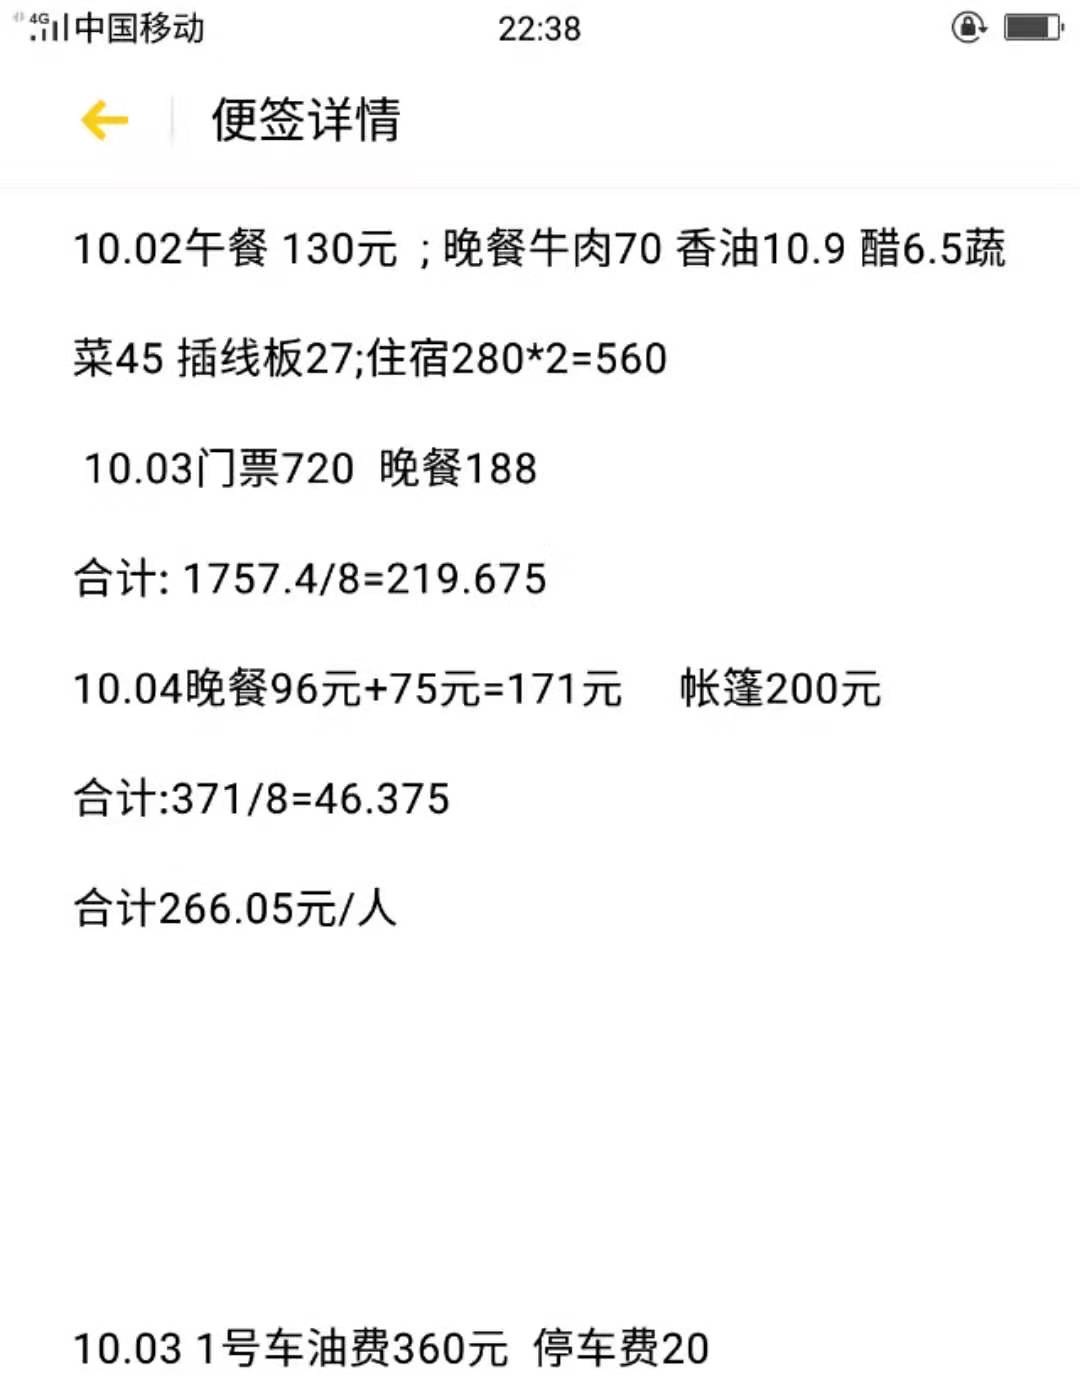 4G 中国移动 22:38
便签详情
10.02午餐 130元 ; 晚餐牛肉70 香油10.9 醋6.5蔬
菜45 插线板27;住宿280*2=560
10.03门票720 晚餐188
合计: 1757.4/8=219.675
10.04晚餐96元+75元=171元 帐篷200元
合计:371/8=46.375
合计266.05元/人
10.03 1号车油费360元 停车费20